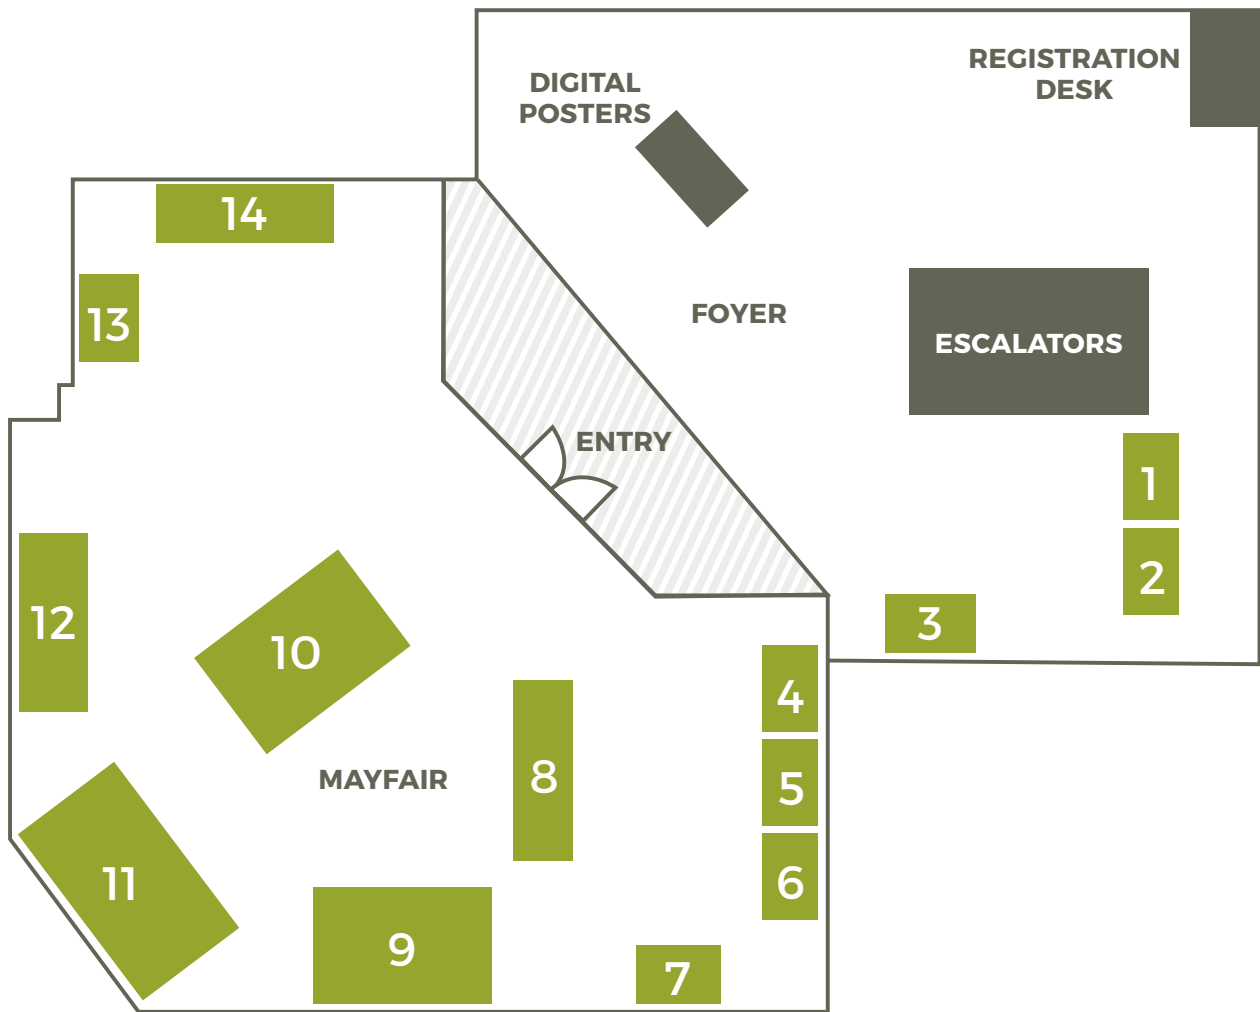 REGISTRATION
DESK
DIGITAL
POSTERS
14
13
FOYER
ESCALATORS
ENTRY
1
2
3
12
10
4
MAYFAIR
8
5
11
6
9
7